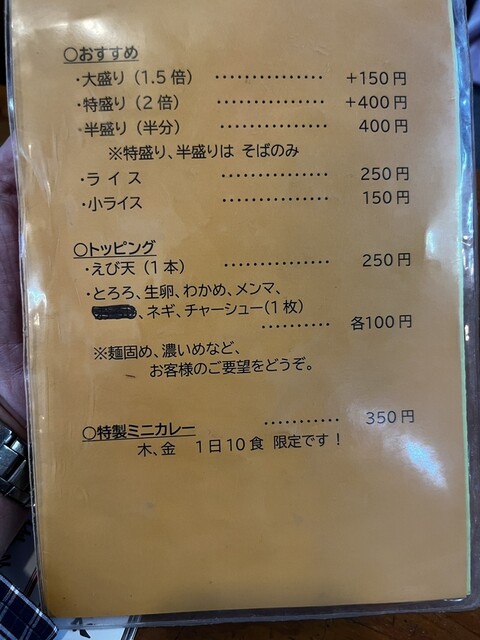 ○おすすめ
・大盛り（1.5倍） ･･････････････ +150円
・特盛り（2倍） ･･････････････ +400円
・半盛り（半分） ･･････････････ 400円
※特盛り、半盛りは そばのみ
・ライス ･･････････････ 250円
・小ライス ･･････････････ 150円
○トッピング
・えび天（1本） ･･････････････ 250円
・とろろ、生卵、わかめ、メンマ、
、ネギ、チャーシュー（1枚）
･･････････ 各100円
※麺固め、濃いめなど、
お客様のご要望をどうぞ。
○特製ミニカレー ･･･････････ 350円
木、金 1日10食 限定です！